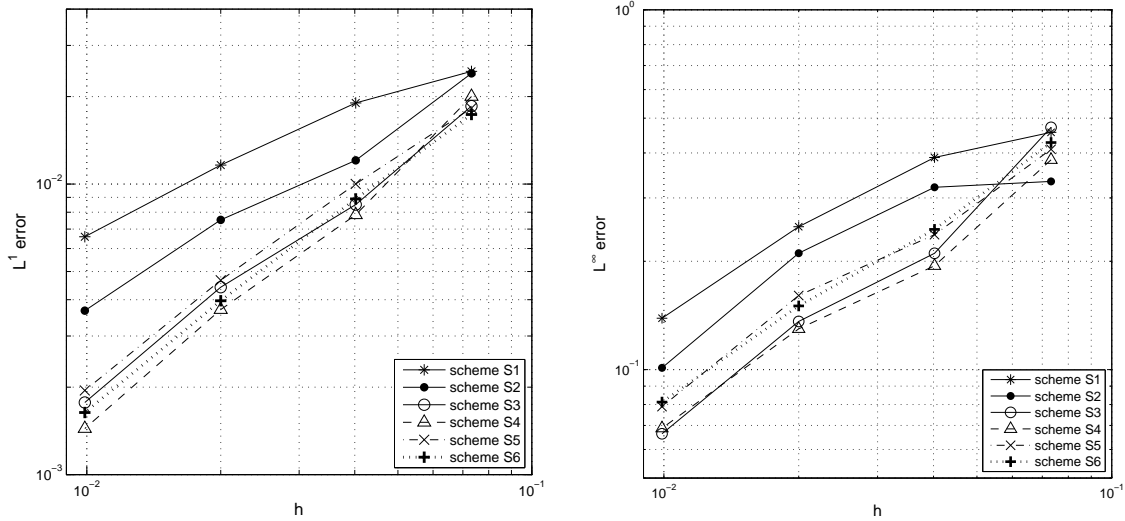 10⁻²
10⁻³
L¹ error
10⁻²
10⁻¹
h
scheme S1
scheme S2
scheme S3
scheme S4
scheme S5
scheme S6
10⁰
10⁻¹
L∞ error
10⁻²
10⁻¹
h
scheme S1
scheme S2
scheme S3
scheme S4
scheme S5
scheme S6